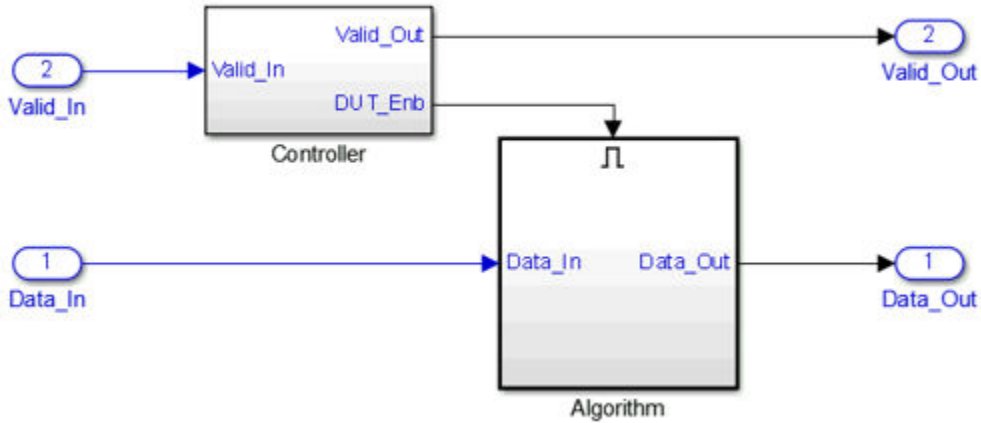 Valid_Out
2
2
Valid_In
Valid_In
Valid_Out
DUT_Enb
Controller
1
Data_In
Data_Out
1
Data_In
Data_Out
Algorithm